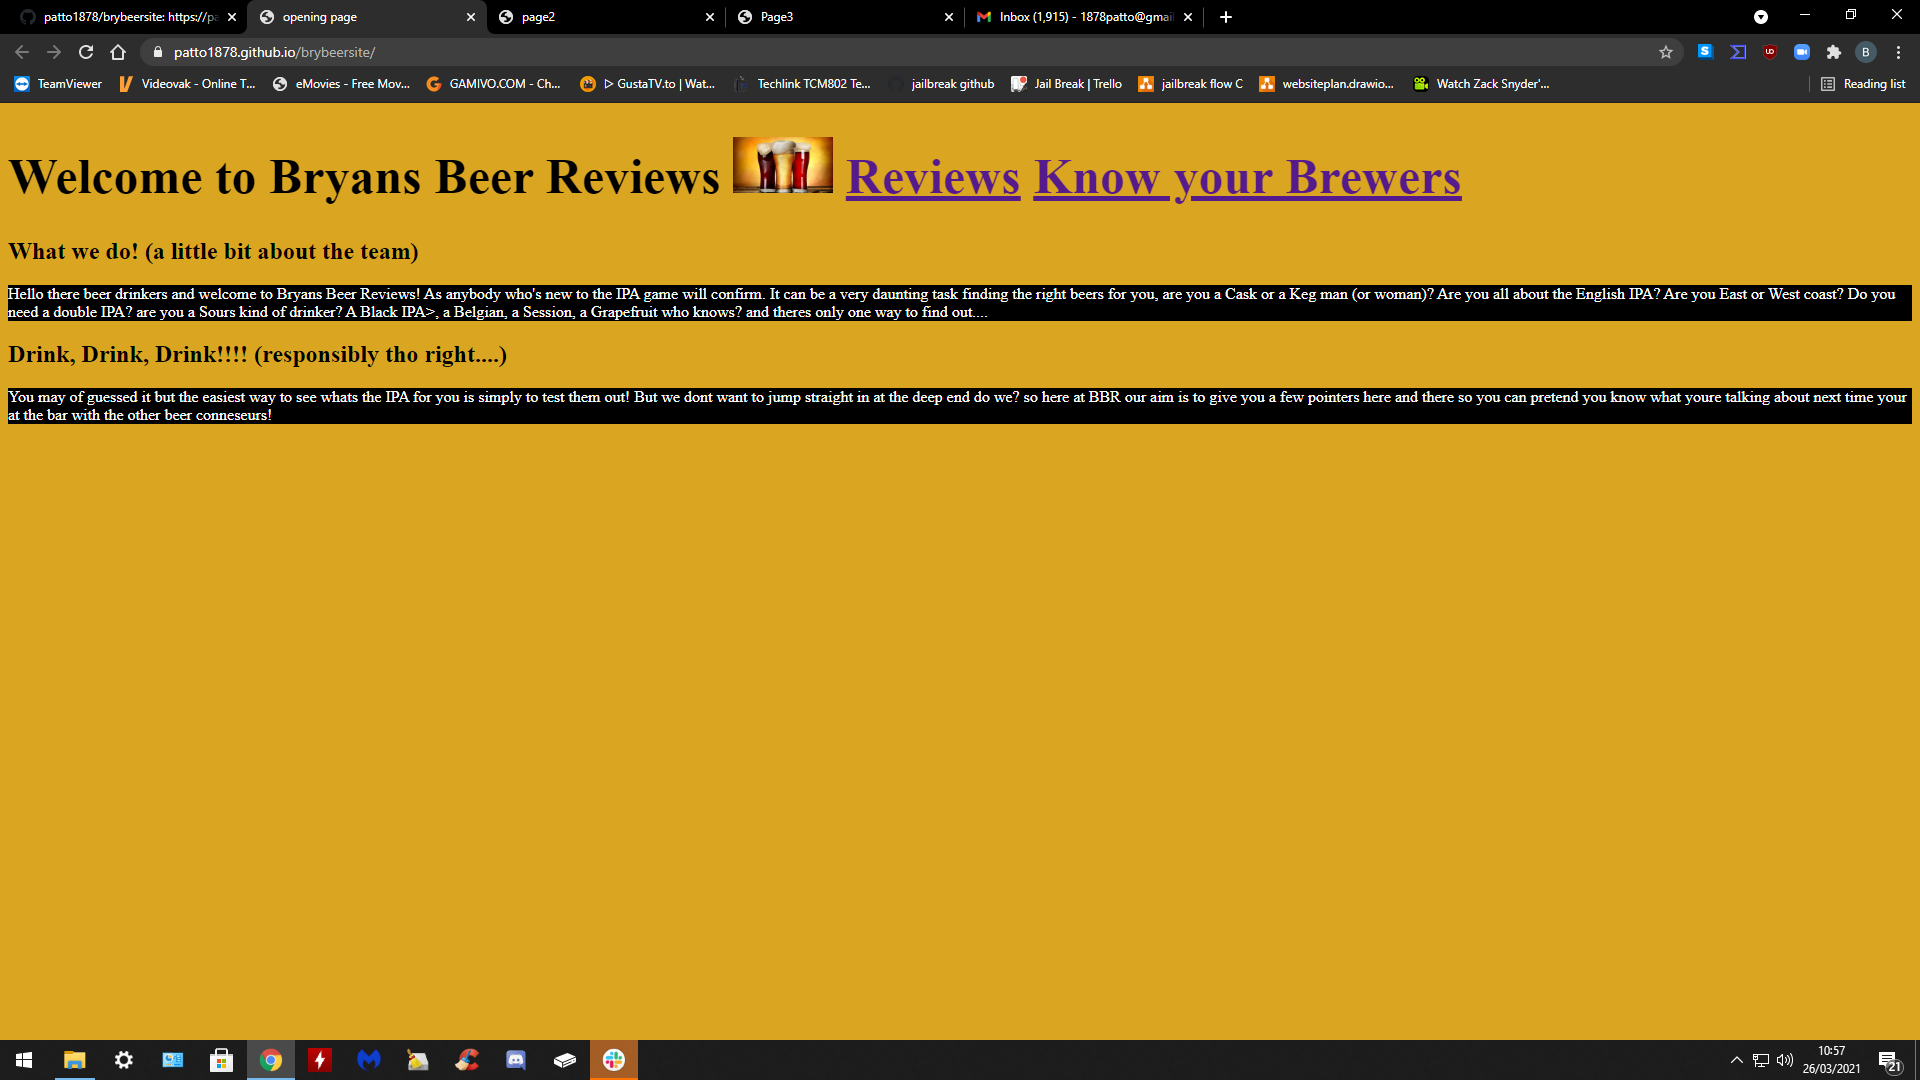 patto1878/brybeersite: https://pa
opening page
page2
Page3
Inbox (1,915) - 1878patto@gmai
patto1878.github.io/brybeersite/
B
TeamViewer
Videovak - Online T...
eMovies - Free Mov...
GAMIVO.COM - Ch...
ᐅ GustaTV.to | Wat...
Techlink TCM802 Te...
jailbreak github
Jail Break | Trello
jailbreak flow C
websiteplan.drawio...
Watch Zack Snyder'...
Reading list
Welcome to Bryans Beer Reviews Reviews Know your Brewers
What we do! (a little bit about the team)
Hello there beer drinkers and welcome to Bryans Beer Reviews! As anybody who's new to the IPA game will confirm. It can be a very daunting task finding the right beers for you, are you a Cask or a Keg man (or woman)? Are you all about the English IPA? Are you East or West coast? Do you
need a double IPA? are you a Sours kind of drinker? A Black IPA>, a Belgian, a Session, a Grapefruit who knows? and theres only one way to find out....
Drink, Drink, Drink!!!! (responsibly tho right....)
You may of guessed it but the easiest way to see whats the IPA for you is simply to test them out! But we dont want to jump straight in at the deep end do we? so here at BBR our aim is to give you a few pointers here and there so you can pretend you know what youre talking about next time your
at the bar with the other beer conneseurs!
10:57
26/03/2021
21